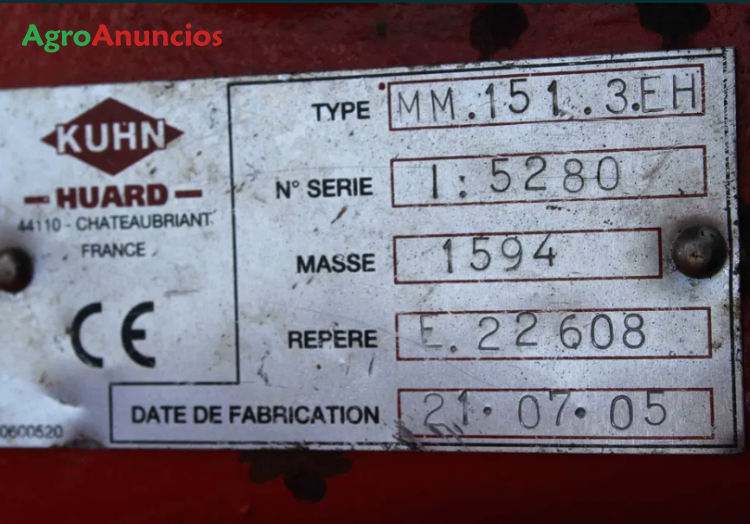 AgroAnuncios
KUHN
HUARD
44110 - CHATEAUBRIANT
FRANCE
CE
0600520
TYPE MM.151.3.EH
N° SERIE I:5280
MASSE 1594
REPÈRE E.22608
DATE DE FABRICATION 21·07·05